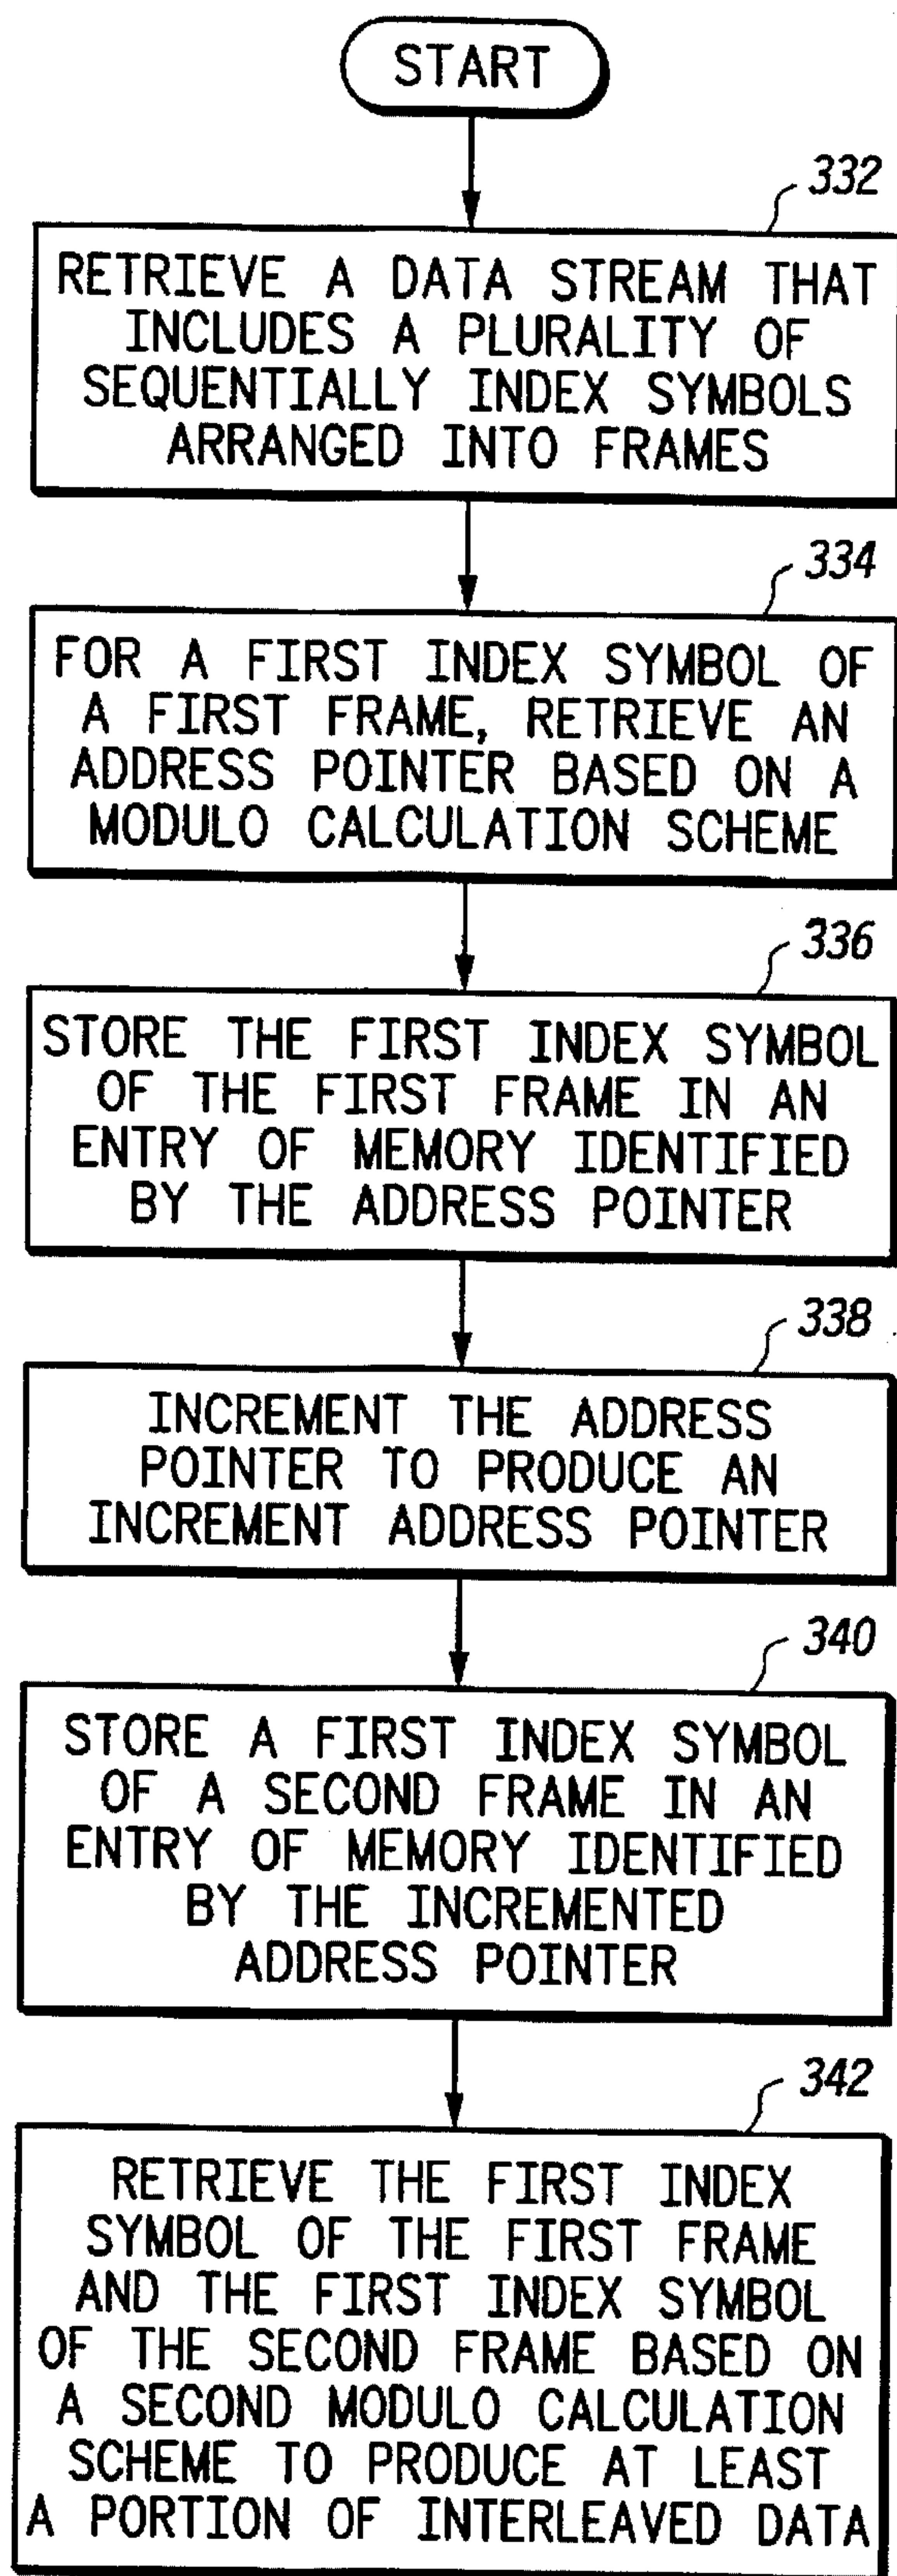 START
332
RETRIEVE A DATA STREAM THAT
INCLUDES A PLURALITY OF
SEQUENTIALLY INDEX SYMBOLS
ARRANGED INTO FRAMES
334
FOR A FIRST INDEX SYMBOL OF
A FIRST FRAME, RETRIEVE AN
ADDRESS POINTER BASED ON A
MODULO CALCULATION SCHEME
336
STORE THE FIRST INDEX SYMBOL
OF THE FIRST FRAME IN AN
ENTRY OF MEMORY IDENTIFIED
BY THE ADDRESS POINTER
338
INCREMENT THE ADDRESS
POINTER TO PRODUCE AN
INCREMENT ADDRESS POINTER
340
STORE A FIRST INDEX SYMBOL
OF A SECOND FRAME IN AN
ENTRY OF MEMORY IDENTIFIED
BY THE INCREMENTED
ADDRESS POINTER
342
RETRIEVE THE FIRST INDEX
SYMBOL OF THE FIRST FRAME
AND THE FIRST INDEX SYMBOL
OF THE SECOND FRAME BASED ON
A SECOND MODULO CALCULATION
SCHEME TO PRODUCE AT LEAST
A PORTION OF INTERLEAVED DATA